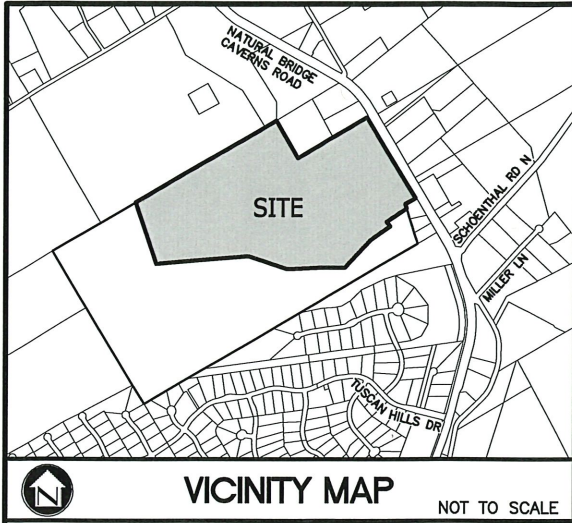 NATURAL BRIDGE
CAVERNS ROAD
SCHOENTHAL RD N
SITE
MILLER LN
TUSCAN HILLS DR
N
VICINITY MAP
NOT TO SCALE